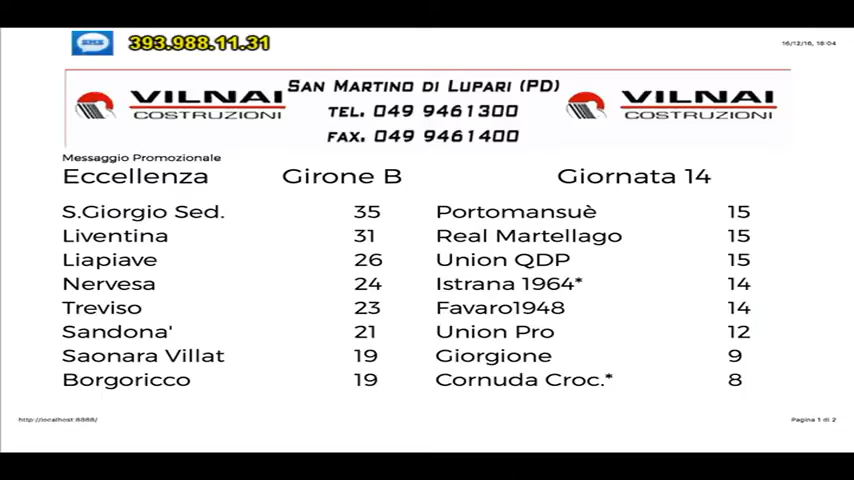 SMS 393.988.11.31
16/12/16, 18:04
VILNAI COSTRUZIONI
SAN MARTINO DI LUPARI (PD)
TEL. 049 9461300
FAX. 049 9461400
VILNAI COSTRUZIONI
Messaggio Promozionale
Eccellenza Girone B Giornata 14
S.Giorgio Sed. 35 Portomansuè 15
Liventina 31 Real Martellago 15
Liapiave 26 Union QDP 15
Nervesa 24 Istrana 1964* 14
Treviso 23 Favaro1948 14
Sandona' 21 Union Pro 12
Saonara Villat 19 Giorgione 9
Borgoricco 19 Cornuda Croc.* 8
http://localhost:8888/ Pagina 1 di 2